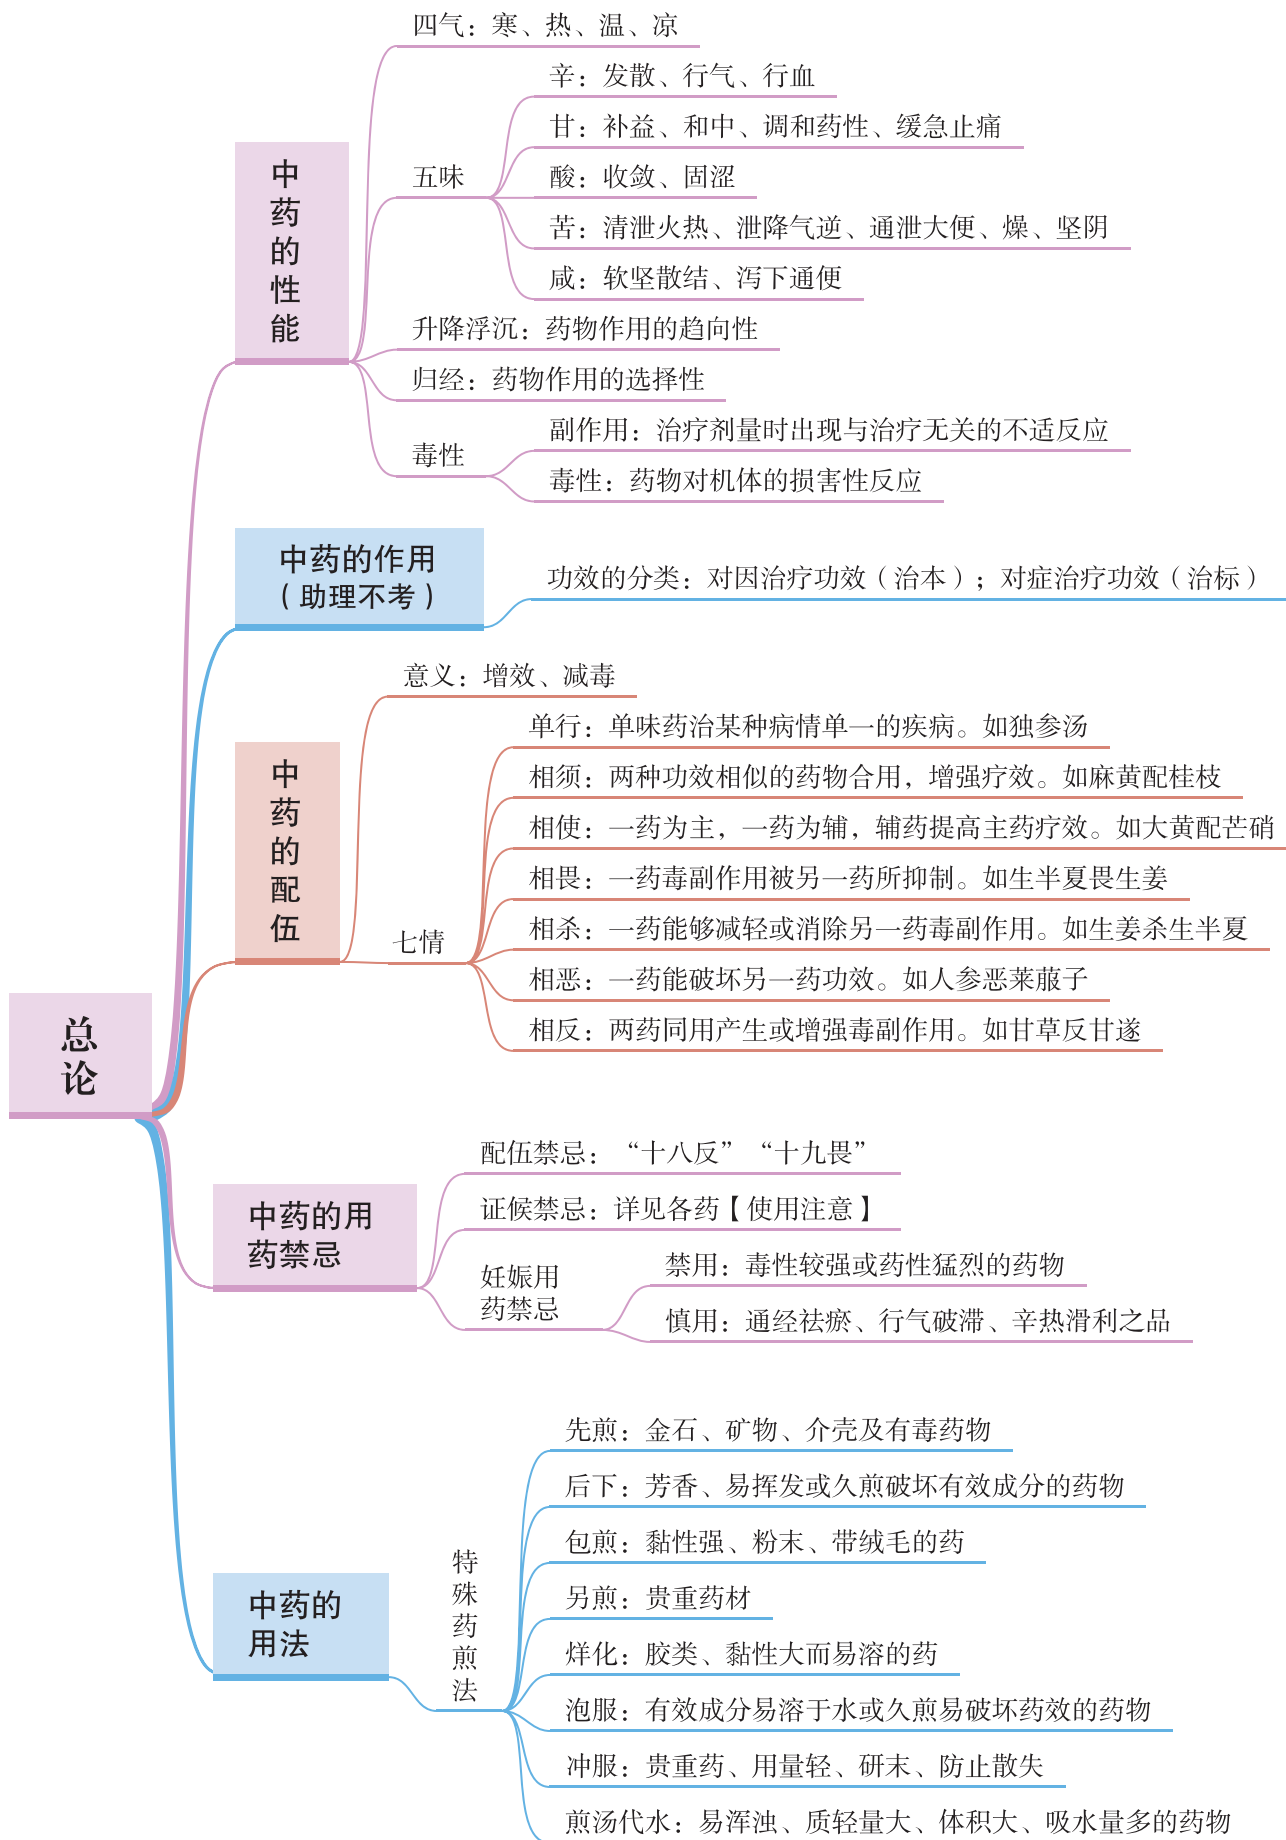 总
论
中
药
的
性
能
四气：寒、热、温、凉
五味
辛：发散、行气、行血
甘：补益、和中、调和药性、缓急止痛
酸：收敛、固涩
苦：清泄火热、泄降气逆、通泄大便、燥、坚阴
咸：软坚散结、泻下通便
升降浮沉：药物作用的趋向性
归经：药物作用的选择性
毒性
副作用：治疗剂量时出现与治疗无关的不适反应
毒性：药物对机体的损害性反应
中药的作用
（助理不考）
功效的分类：对因治疗功效（治本）；对症治疗功效（治标）
中
药
的
配
伍
意义：增效、减毒
七情
单行：单味药治某种病情单一的疾病。如独参汤
相须：两种功效相似的药物合用，增强疗效。如麻黄配桂枝
相使：一药为主，一药为辅，辅药提高主药疗效。如大黄配芒硝
相畏：一药毒副作用被另一药所抑制。如生半夏畏生姜
相杀：一药能够减轻或消除另一药毒副作用。如生姜杀生半夏
相恶：一药能破坏另一药功效。如人参恶莱菔子
相反：两药同用产生或增强毒副作用。如甘草反甘遂
中药的用
药禁忌
配伍禁忌：“十八反”“十九畏”
证候禁忌：详见各药【使用注意】
妊娠用
药禁忌
禁用：毒性较强或药性猛烈的药物
慎用：通经祛瘀、行气破滞、辛热滑利之品
中药的
用法
特
殊
药
煎
法
先煎：金石、矿物、介壳及有毒药物
后下：芳香、易挥发或久煎破坏有效成分的药物
包煎：黏性强、粉末、带绒毛的药
另煎：贵重药材
烊化：胶类、黏性大而易溶的药
泡服：有效成分易溶于水或久煎易破坏药效的药物
冲服：贵重药、用量轻、研末、防止散失
煎汤代水：易浑浊、质轻量大、体积大、吸水量多的药物